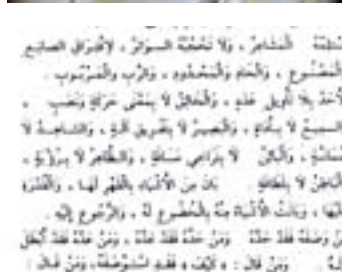 المشاعر ، ولا تحجبه السواتر ، لافتراق الصانع
والمصنوع ، والحاد والمحدود ، والرب والمربوب .
الأحد بلا تأويل عدد ، والخالق لا بمعنى حركة ونصب ،
والسميع لا بأداة ، والبصير لا بتفريق آلة ، والشاهد لا
بمماسة ، والبائن لا بتراخي مسافة ، والظاهر لا برؤية ،
والباطن لا بلطافة بان من الأشياء بالقهر لها ، والقدرة
عليها ، وبانت الأشياء منه بالخضوع له ، والرجوع إليه .
من وصفه فقد حده ومن حده فقد عده ، ومن عده فقد أبطل
ومن قال : « كيف » فقد استوصفه ، ومن قال :